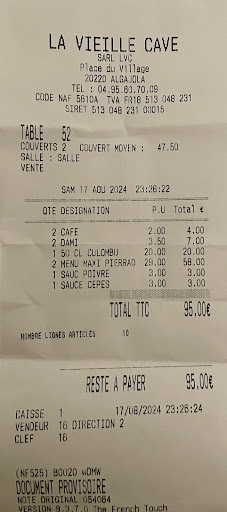 LA VIEILLE CAVE
SARL LVC
Place du Village
20220 ALGAJOLA
TEL : 04.95.60.70.09
CODE NAF 5610A TVA FR18 513 048 231
SIRET 513 048 231 00015
TABLE 52
COUVERTS 2 COUVERT MOYEN : 47.50
SALLE : SALLE
VENTE
SAM 17 AOU 2024 23:26:22
QTE DESIGNATION P.U Total €
2 CAFE 2.00 4.00
2 DAMI 3.50 7.00
1 50 CL CULOMBU 20.00 20.00
2 MENU MAXI PIERRAD 29.00 58.00
1 SAUC POIVRE 3.00 3.00
1 SAUCE CEPES 3.00 3.00
TOTAL TTC 95.00€
NOMBRE LIGNES ARTICLES 10
RESTE A PAYER 95.00€
CAISSE 1 17/08/2024 23:26:24
VENDEUR 16 DIRECTION 2
CLEF 16
(NF525) B0020 wDMW
DOCUMENT PROVISOIRE
NOTE ORIGINAL 054064
VERSION 9.3.7.0 The French Touch